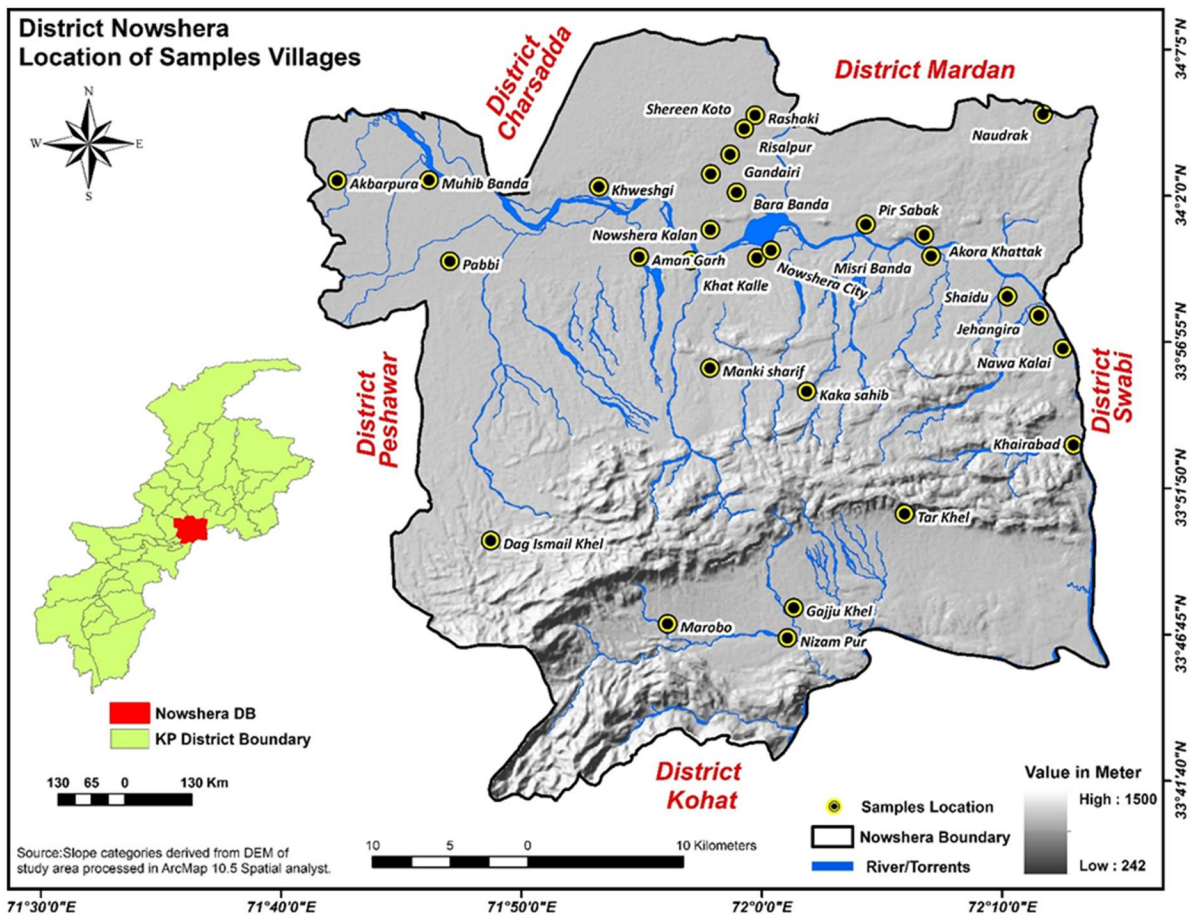 District Nowshera
Location of Samples Villages
N
W
E
S
District
Charsadda
District Mardan
Shereen Koto
Rashaki
Naudrak
Risalpur
Gandairi
Akbarpura
Muhib Banda
Khweshgi
Bara Banda
Pir Sabak
Nowshera Kalan
Pabbi
Aman Garh
Akora Khattak
Khat Kalle
Nowshera City
Misri Banda
Shaidu
Jehangira
Nawa Kalai
Manki sharif
Kaka sahib
District
Peshawar
District
Swabi
Khairabad
Tar Khel
Dag Ismail Khel
Gajju Khel
Marobo
Nizam Pur
District
Kohat
Nowshera DB
KP District Boundary
130 65 0 130 Km
Source:Slope categories derived from DEM of
study area processed in ArcMap 10.5 Spatial analyst.
10 5 0 10 Kilometers
Samples Location
Nowshera Boundary
River/Torrents
Value in Meter
High : 1500
Low : 242
34°7'5"N
34°2'0"N
33°56'55"N
33°51'50"N
33°46'45"N
33°41'40"N
71°30'0"E
71°40'0"E
71°50'0"E
72°0'0"E
72°10'0"E